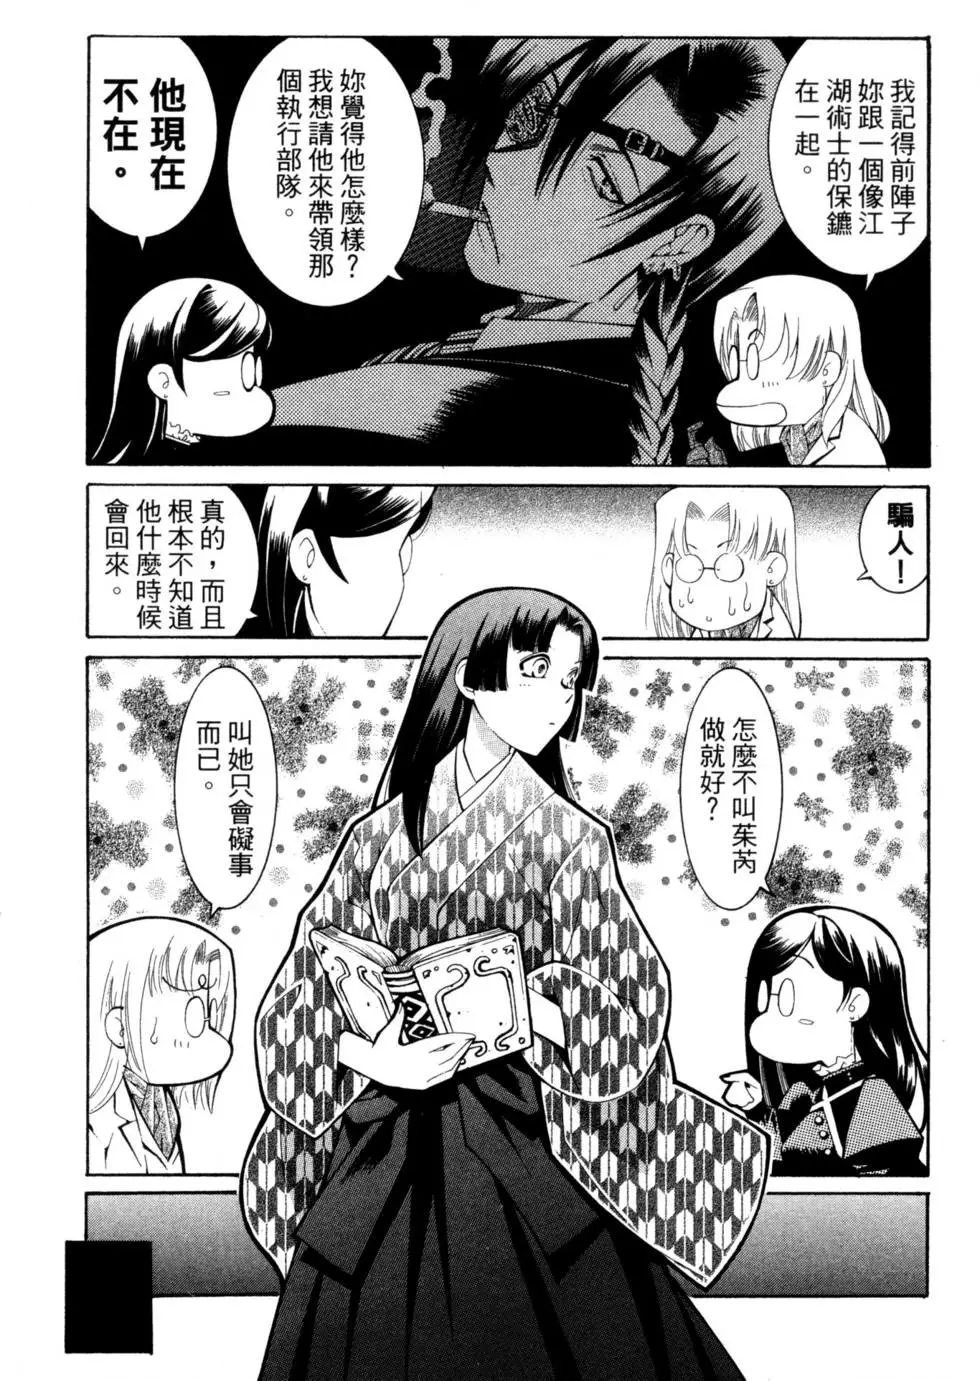 我記得前陣子
妳跟一個像江
湖術士的保鑣
在一起。
妳覺得他怎麼樣？
我想請他來帶領那
個執行部隊。
他現在
不在。
騙人！
真的，而且
根本不知道
他什麼時候
會回來。
怎麼不叫茱芮
做就好？
叫她只會礙事
而已。